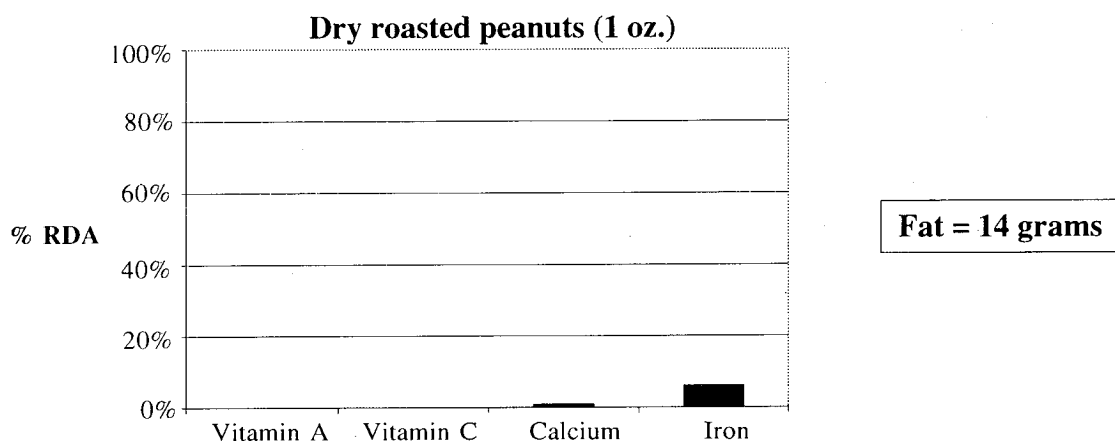 Dry roasted peanuts (1 oz.)
100%
80%
60%
% RDA
40%
20%
0%
Vitamin A Vitamin C Calcium Iron
Fat = 14 grams